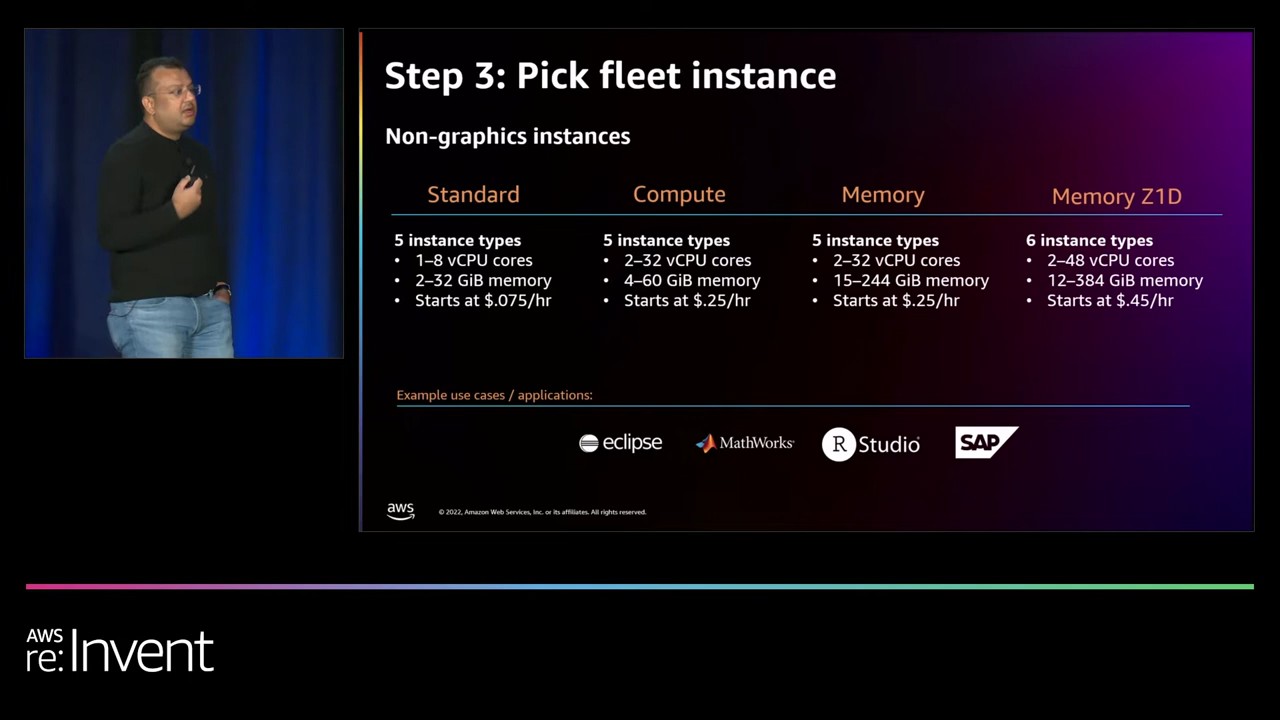 Step 3: Pick fleet instance
Non-graphics instances
Standard
5 instance types
• 1–8 vCPU cores
• 2–32 GiB memory
• Starts at $.075/hr
Compute
5 instance types
• 2–32 vCPU cores
• 4–60 GiB memory
• Starts at $.25/hr
Memory
5 instance types
• 2–32 vCPU cores
• 15–244 GiB memory
• Starts at $.25/hr
Memory Z1D
6 instance types
• 2–48 vCPU cores
• 12–384 GiB memory
• Starts at $.45/hr
Example use cases / applications:
eclipse
MathWorks®
R Studio®
SAP
aws
© 2022, Amazon Web Services, Inc. or its affiliates. All rights reserved.
AWS
re:Invent